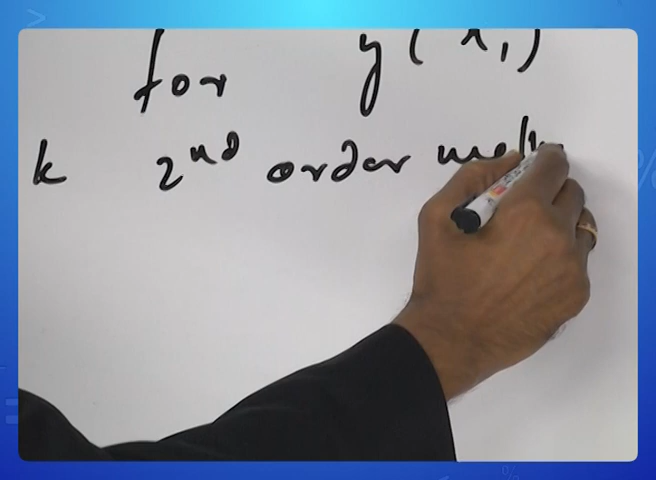 for y(x₁)
k 2nd order